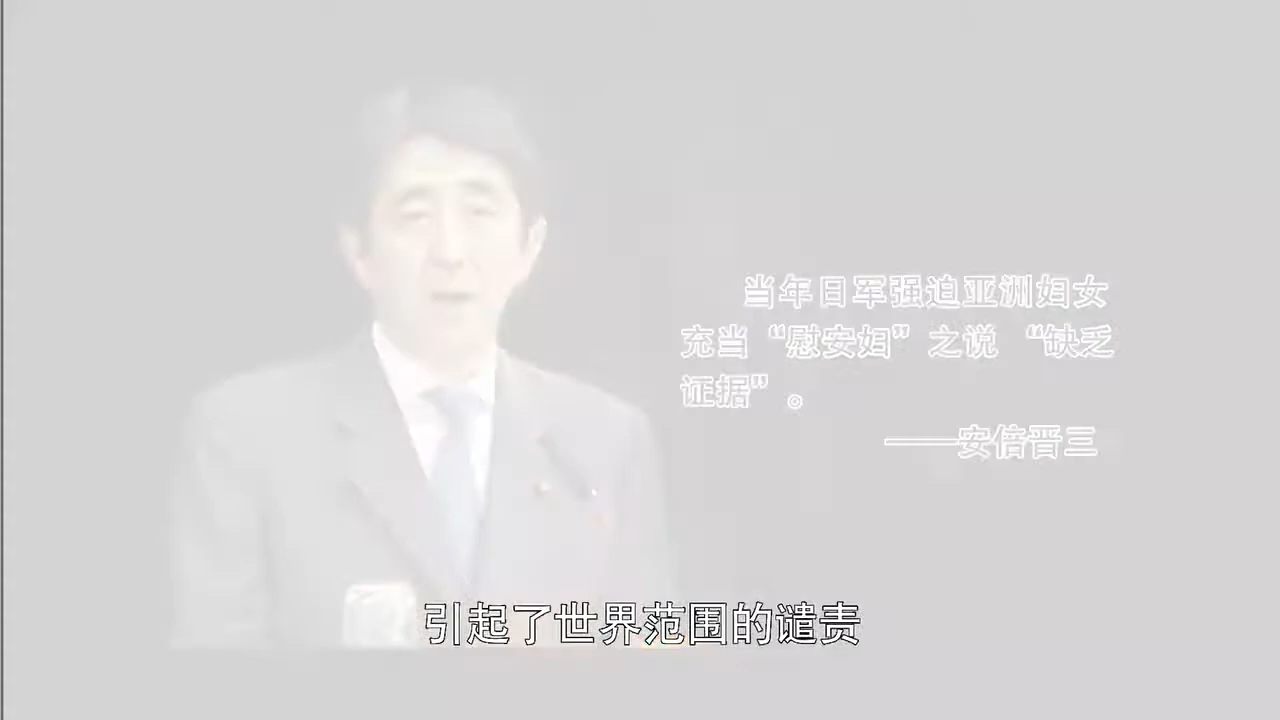 当年日军强迫亚洲妇女
充当“慰安妇”之说 “缺乏
证据”。
——安倍晋三
引起了世界范围的谴责